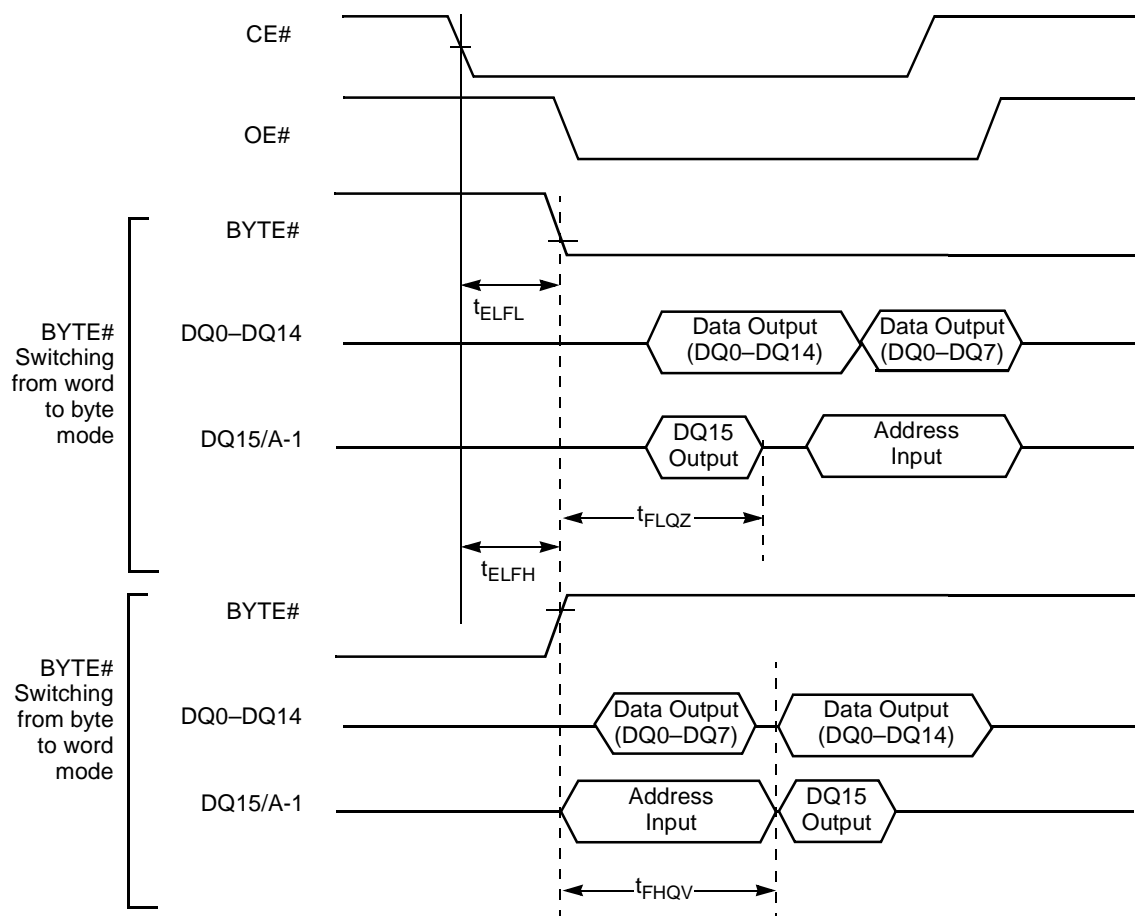 CE#
OE#
BYTE#
tELFL
BYTE#
Switching
from word
to byte
mode
DQ0–DQ14
Data Output
(DQ0–DQ14)
Data Output
(DQ0–DQ7)
DQ15/A-1
DQ15
Output
Address
Input
tFLQZ
tELFH
BYTE#
BYTE#
Switching
from byte
to word
mode
DQ0–DQ14
Data Output
(DQ0–DQ7)
Data Output
(DQ0–DQ14)
DQ15/A-1
Address
Input
DQ15
Output
tFHQV